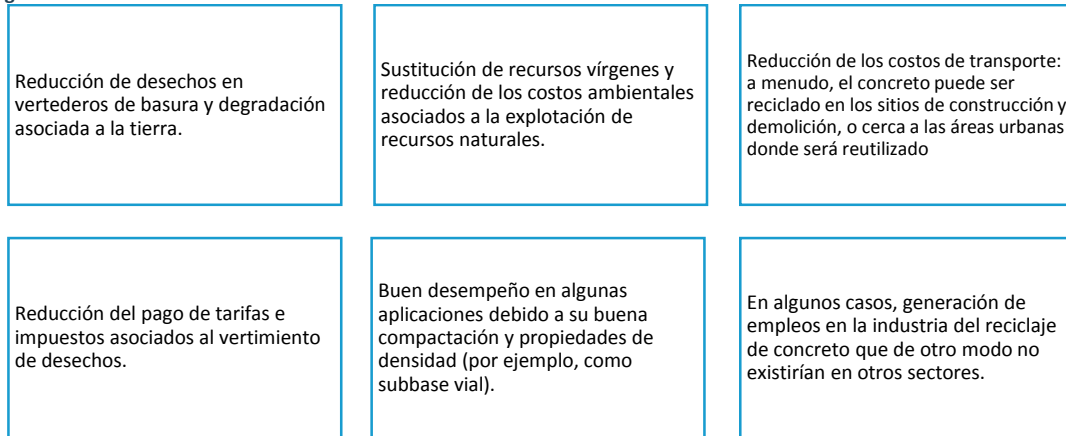 Reducción de desechos en
vertederos de basura y degradación
asociada a la tierra.
Sustitución de recursos vírgenes y
reducción de los costos ambientales
asociados a la explotación de
recursos naturales.
Reducción de los costos de transporte:
a menudo, el concreto puede ser
reciclado en los sitios de construcción y
demolición, o cerca a las áreas urbanas
donde será reutilizado
Reducción del pago de tarifas e
impuestos asociados al vertimiento
de desechos.
Buen desempeño en algunas
aplicaciones debido a su buena
compactación y propiedades de
densidad (por ejemplo, como
subbase vial).
En algunos casos, generación de
empleos en la industria del reciclaje
de concreto que de otro modo no
existirían en otros sectores.